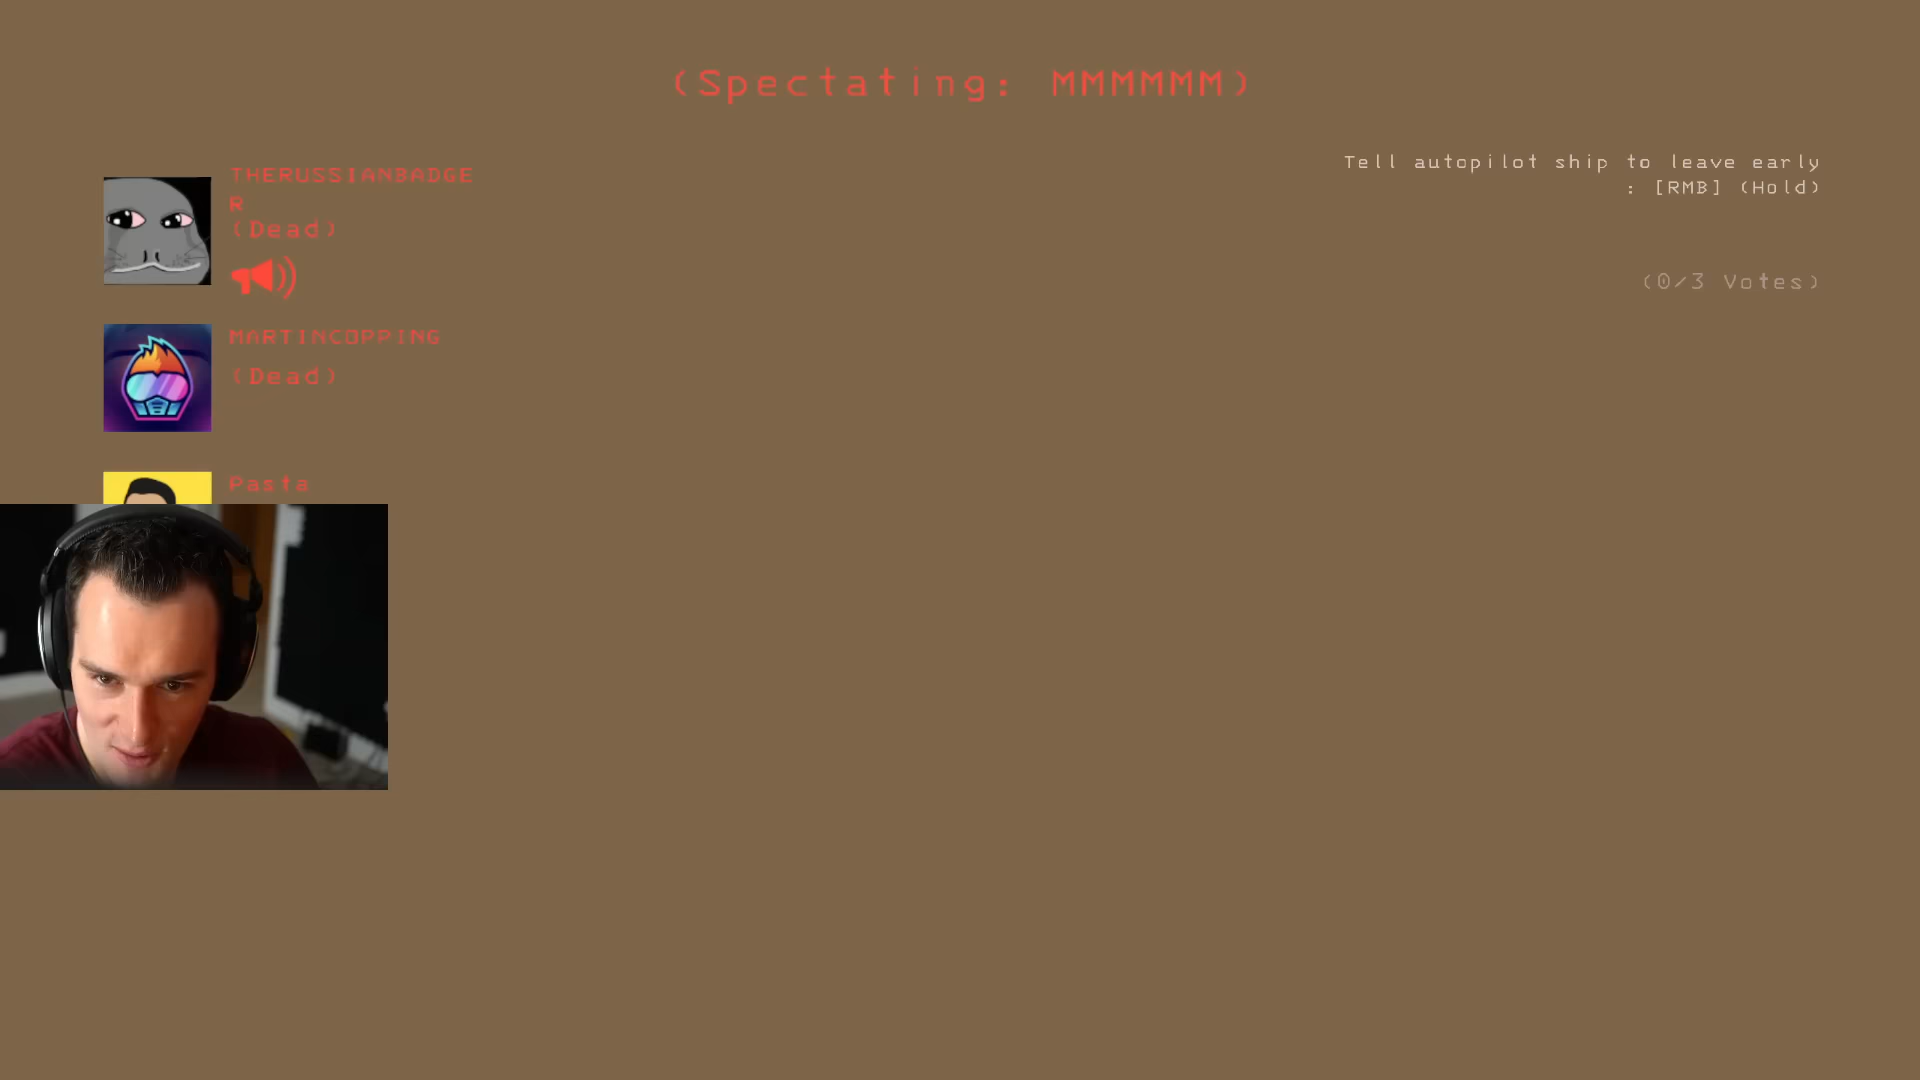 (Spectating: MMMMMM)
THERUSSIANBADGE
R
(Dead)
MARTINCOPPING
(Dead)
Pasta
Tell autopilot ship to leave early
: [RMB] (Hold)
(0/3 Votes)